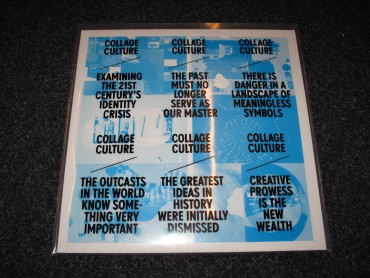 COLLAGE
CULTURE
EXAMINING
THE 21ST
CENTURY'S
IDENTITY
CRISIS
COLLAGE
CULTURE
THE PAST
MUST NO
LONGER
SERVE AS
OUR MASTER
COLLAGE
CULTURE
THERE IS
DANGER IN A
LANDSCAPE OF
MEANINGLESS
SYMBOLS
COLLAGE
CULTURE
THE OUTCASTS
IN THE WORLD
KNOW SOME-
THING VERY
IMPORTANT
COLLAGE
CULTURE
THE GREATEST
IDEAS IN
HISTORY
WERE INITIALLY
DISMISSED
COLLAGE
CULTURE
CREATIVE
PROWESS
IS THE
NEW
WEALTH